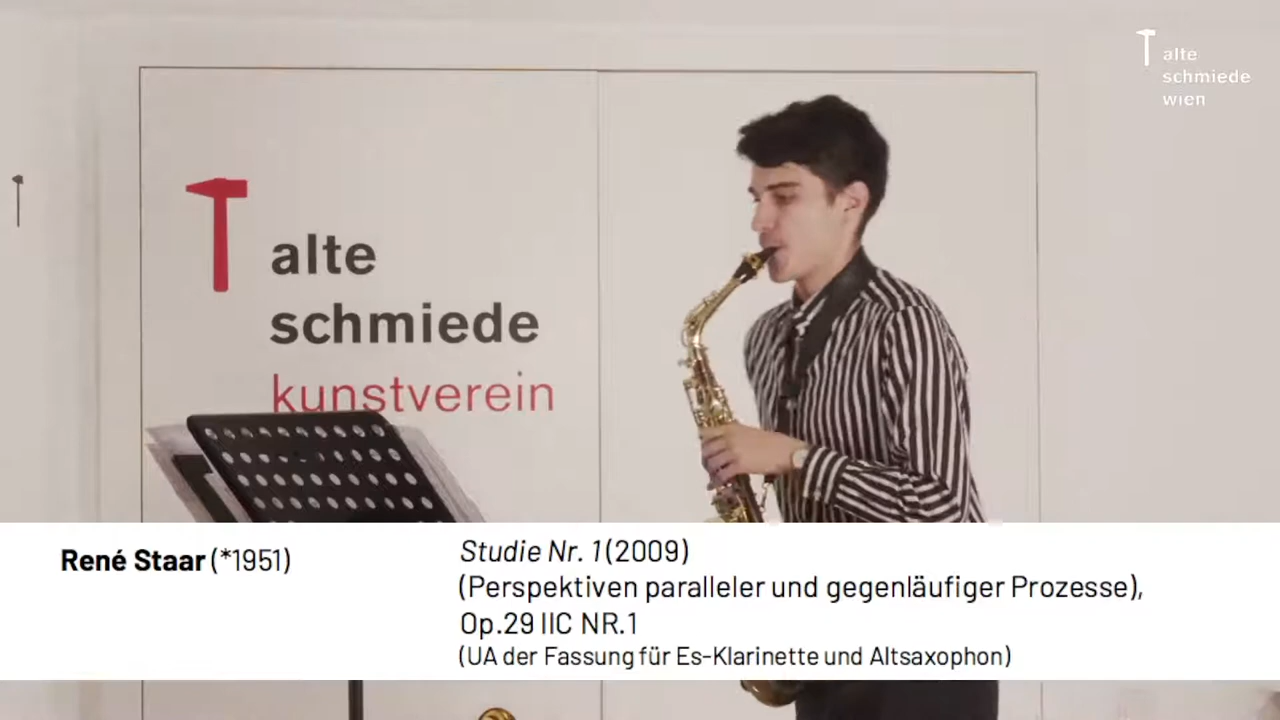 alte
schmiede
wien
alte
schmiede
kunstverein
René Staar (*1951)
Studie Nr. 1 (2009)
(Perspektiven paralleler und gegenläufiger Prozesse),
Op.29 IIC NR.1
(UA der Fassung für Es-Klarinette und Altsaxophon)